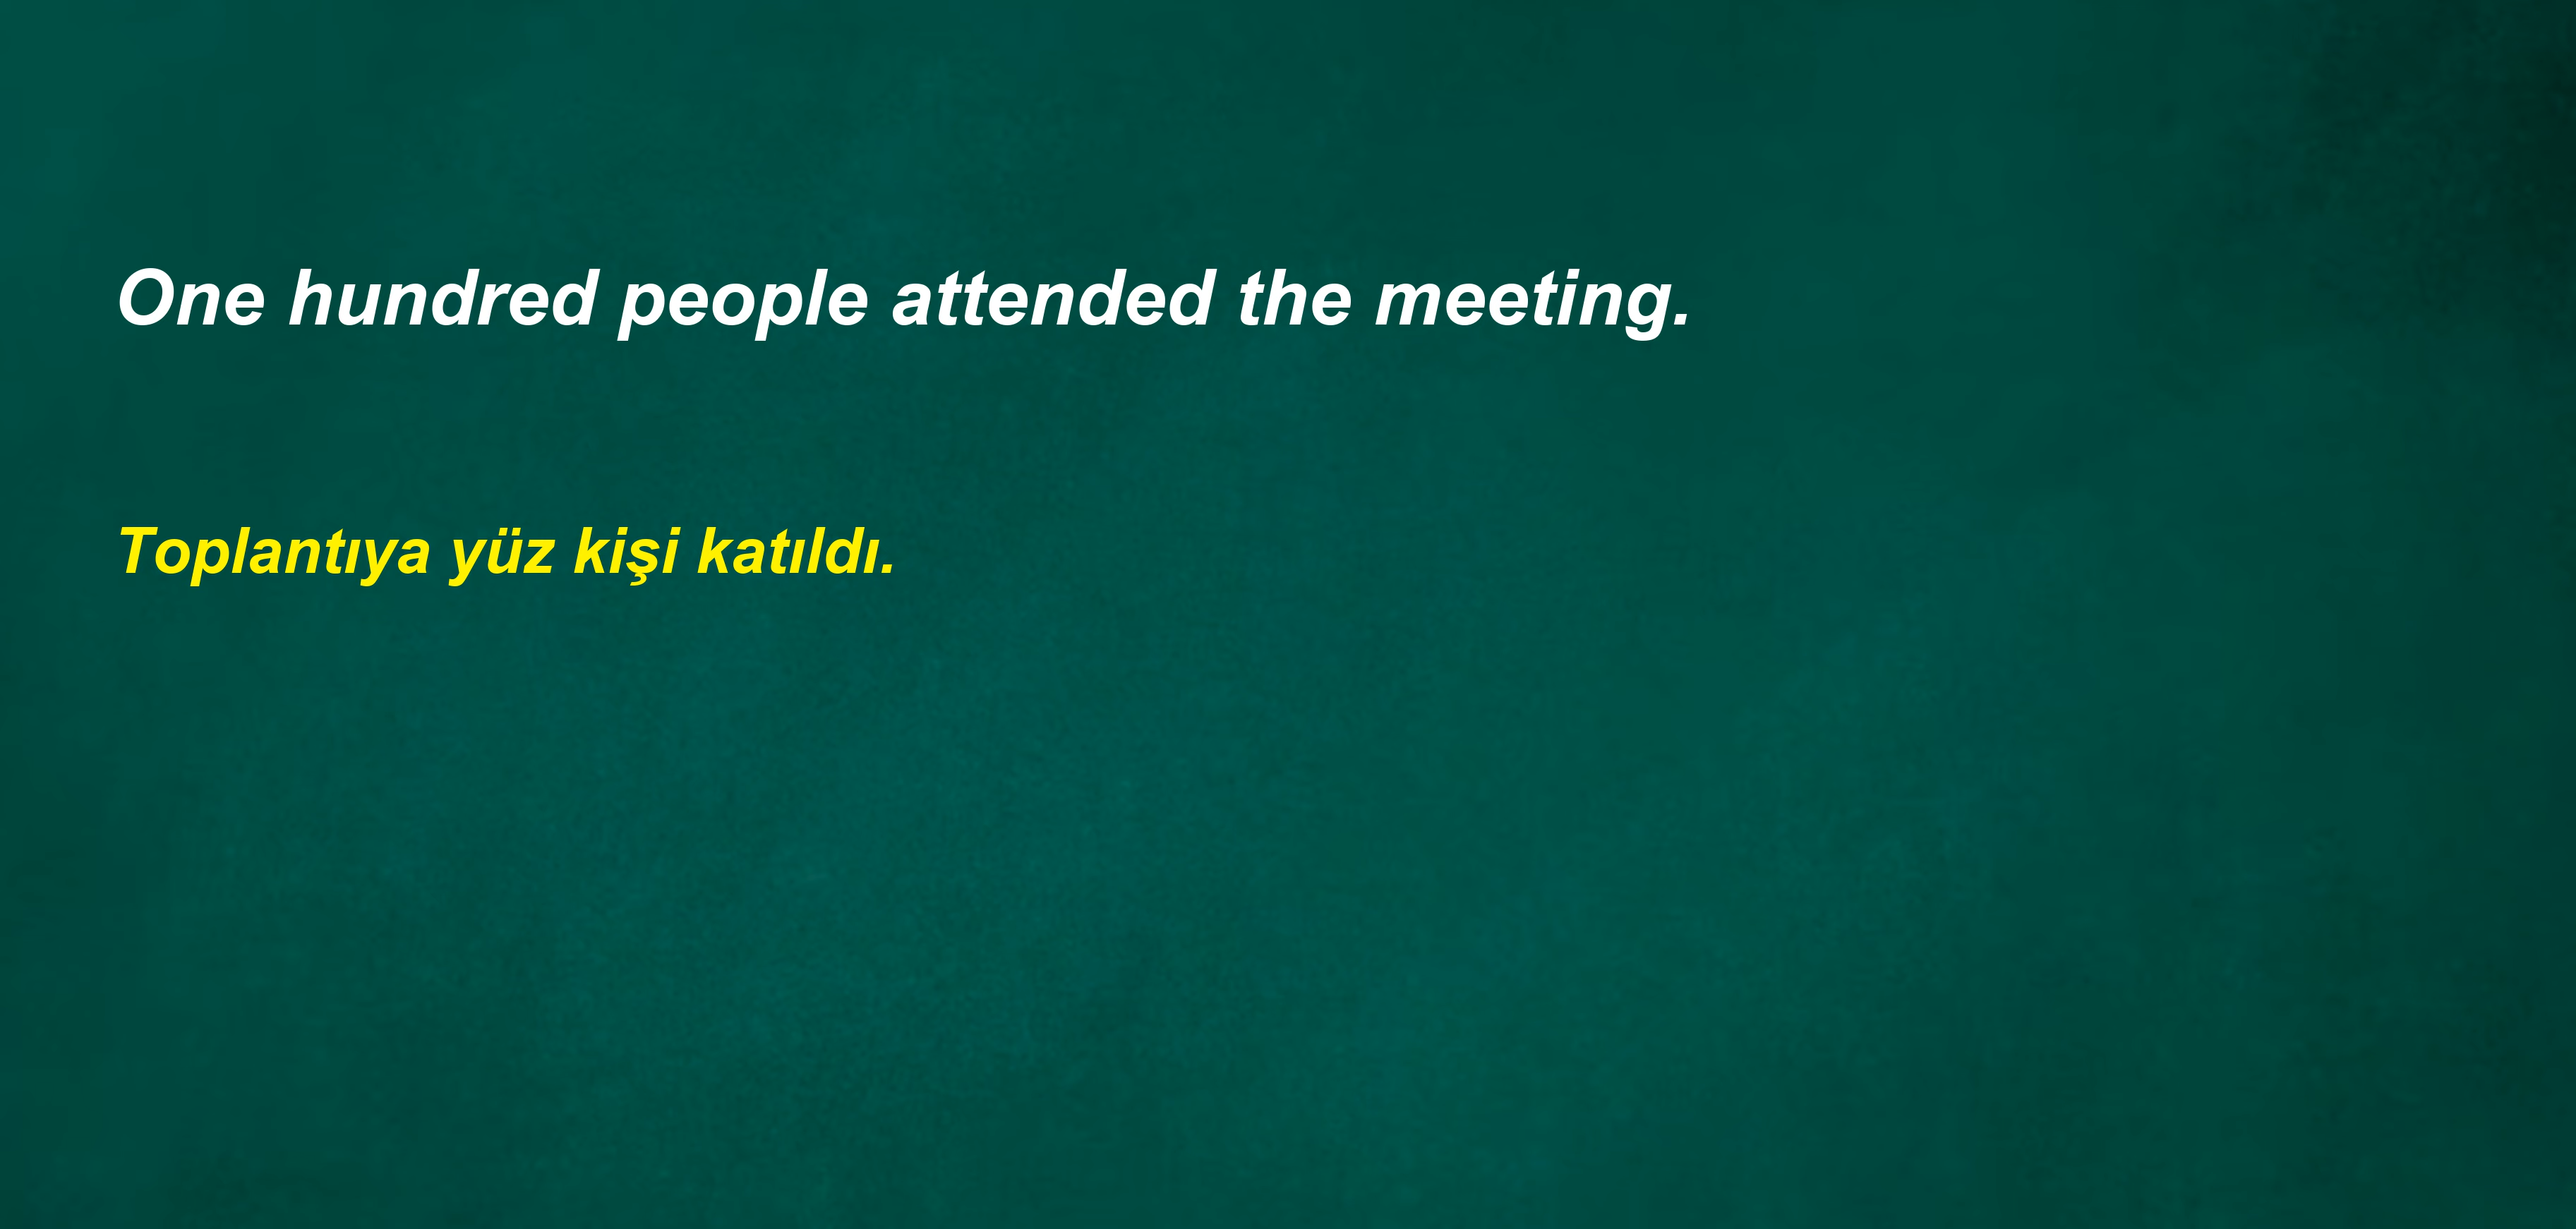 One hundred people attended the meeting.
Toplantıya yüz kişi katıldı.